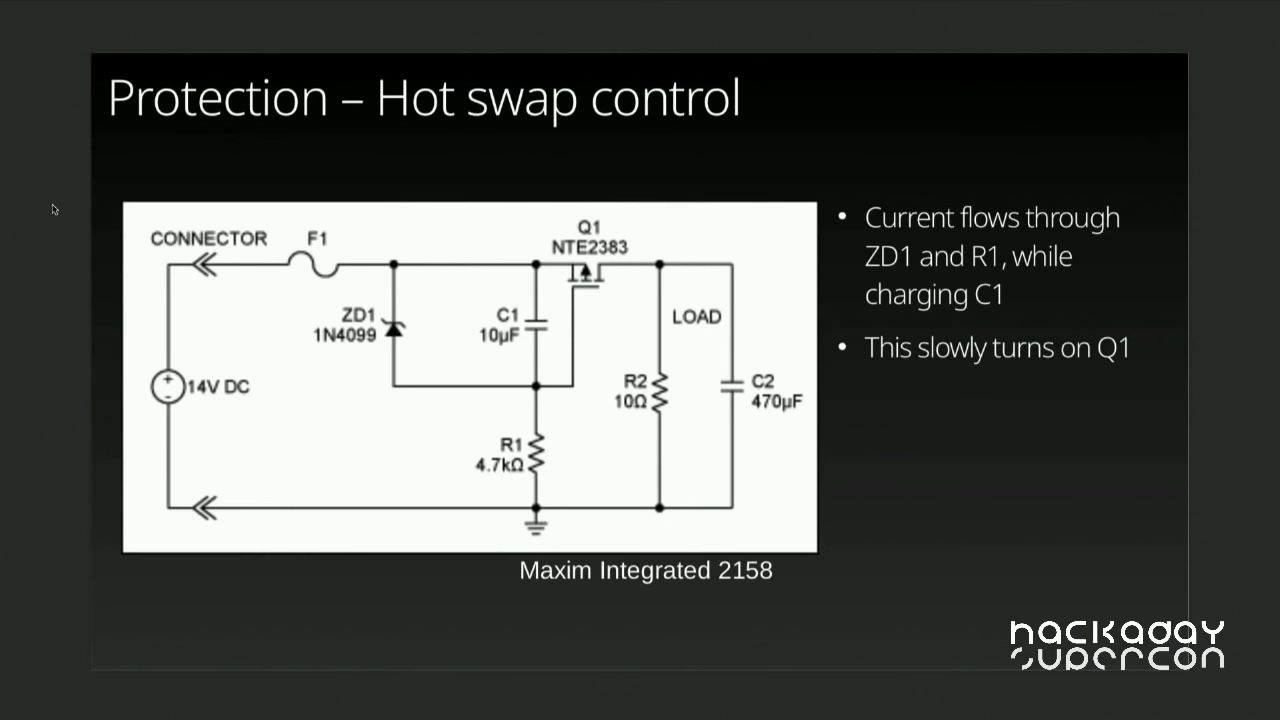 Protection – Hot swap control
CONNECTOR
F1
Q1
NTE2383
ZD1
1N4099
C1
10µF
LOAD
+
-
14V DC
R2
10Ω
C2
470µF
R1
4.7kΩ
Maxim Integrated 2158
• Current flows through
ZD1 and R1, while
charging C1
• This slowly turns on Q1
hackaday
supercon